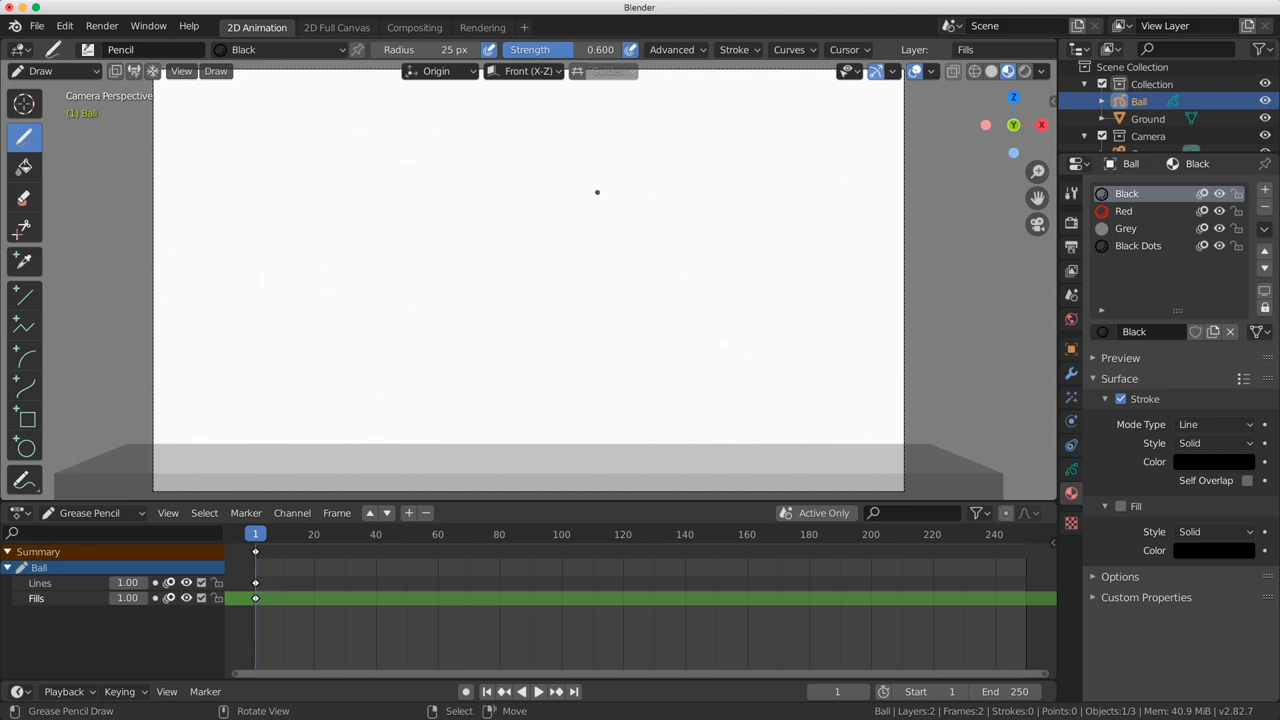 Blender
File Edit Render Window Help 2D Animation 2D Full Canvas Compositing Rendering + Scene View Layer
Pencil Black Radius 25 px Strength 0.600 Advanced Stroke Curves Cursor Layer: Fills
Draw View Draw Origin Front (X-Z) Guides
Camera Perspective
(1) Ball
Z
Y
X
Scene Collection
Collection
Ball
Ground
Camera
Ball Black
Black
Red
Grey
Black Dots
Black
Preview
Surface
Stroke
Mode Type Line
Style Solid
Color
Self Overlap
Fill
Style Solid
Color
Options
Custom Properties
Grease Pencil View Select Marker Channel Frame Active Only
1 20 40 60 80 100 120 140 160 180 200 220 240
Summary
Ball
Lines 1.00
Fills 1.00
Playback Keying View Marker 1 Start 1 End 250
Grease Pencil Draw Rotate View Select Move Ball | Layers:2 | Frames:2 | Strokes:0 | Points:0 | Objects:1/3 | Mem: 40.9 MiB | v2.82.7